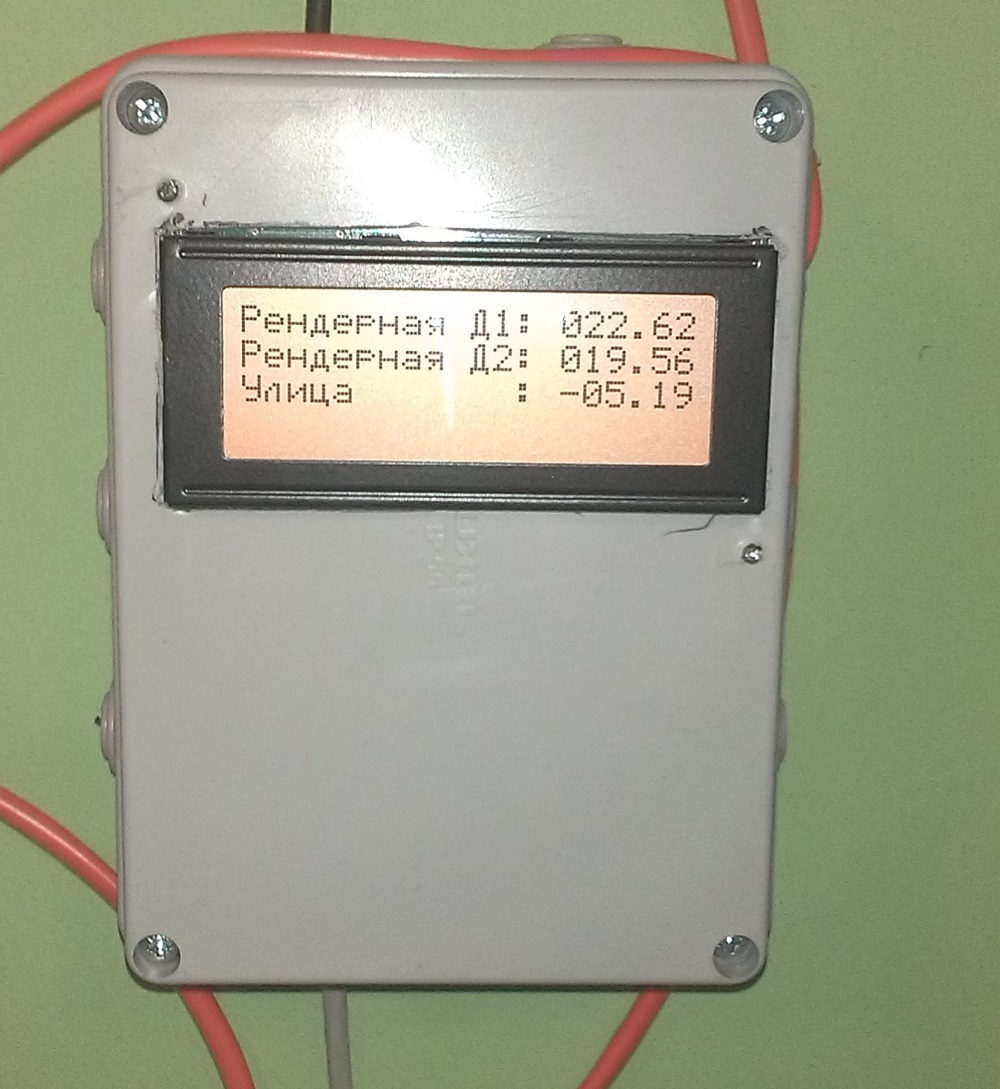 Рендерная Д1: 022.62
Рендерная Д2: 019.56
Улица : -05.19